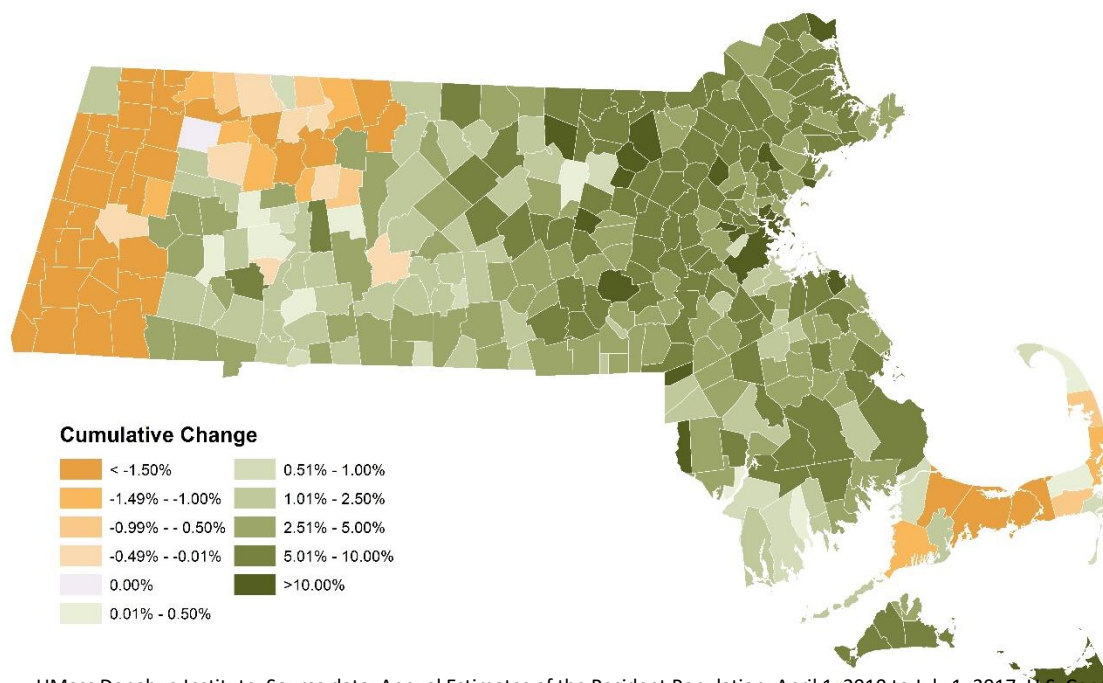 Cumulative Change
< -1.50%
-1.49% - -1.00%
-0.99% - - 0.50%
-0.49% - -0.01%
0.00%
0.01% - 0.50%
0.51% - 1.00%
1.01% - 2.50%
2.51% - 5.00%
5.01% - 10.00%
>10.00%
UMass Donahue Institute. Source data: Annual Estimates of the Resident Population: April 1, 2010 to July 1, 2017. U.S.